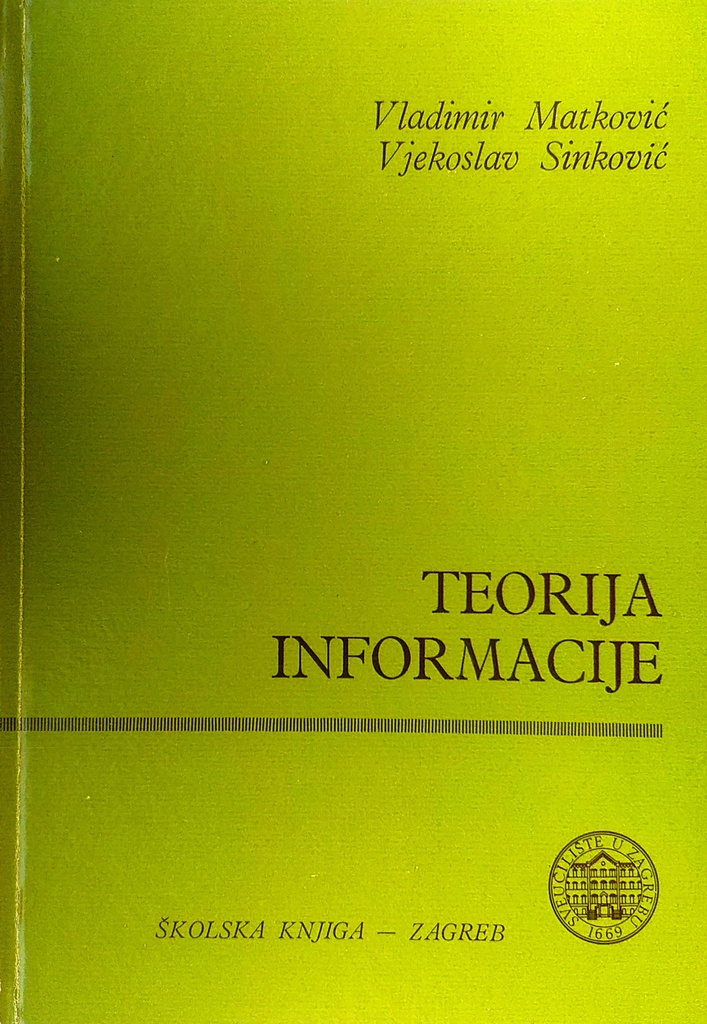 Vladimir Matković
Vjekoslav Sinković
TEORIJA
INFORMACIJE
SVEUČILIŠTE U ZAGREBU
1669
ŠKOLSKA KNJIGA — ZAGREB